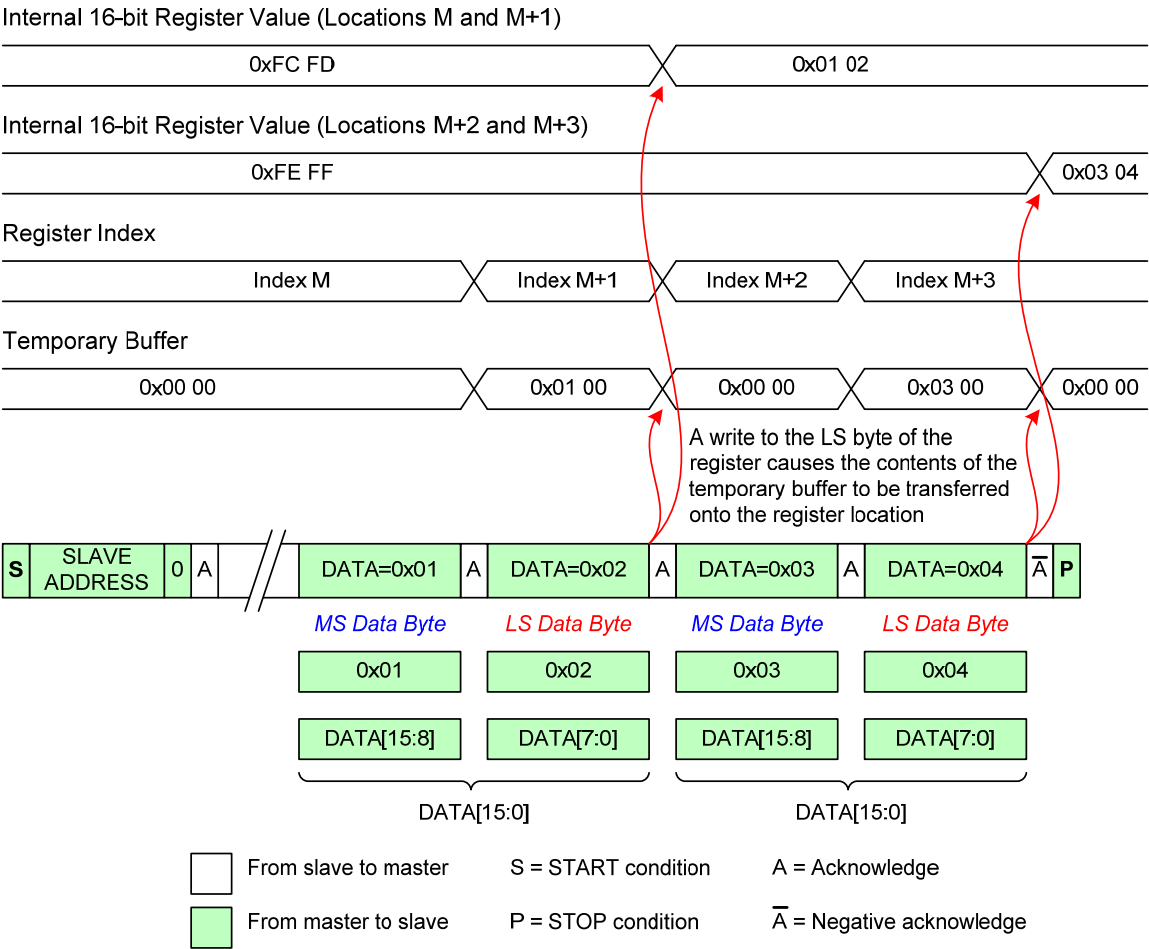 Internal 16-bit Register Value (Locations M and M+1)
0xFC FD 0x01 02
Internal 16-bit Register Value (Locations M+2 and M+3)
0xFE FF 0x03 04
Register Index
Index M Index M+1 Index M+2 Index M+3
Temporary Buffer
0x00 00 0x01 00 0x00 00 0x03 00 0x00 00
A write to the LS byte of the
register causes the contents of the
temporary buffer to be transferred
onto the register location
S SLAVE ADDRESS 0 A DATA=0x01 A DATA=0x02 A DATA=0x03 A DATA=0x04 A̅ P
MS Data Byte LS Data Byte MS Data Byte LS Data Byte
0x01 0x02 0x03 0x04
DATA[15:8] DATA[7:0] DATA[15:8] DATA[7:0]
DATA[15:0] DATA[15:0]
From slave to master S = START condition A = Acknowledge
From master to slave P = STOP condition A̅ = Negative acknowledge